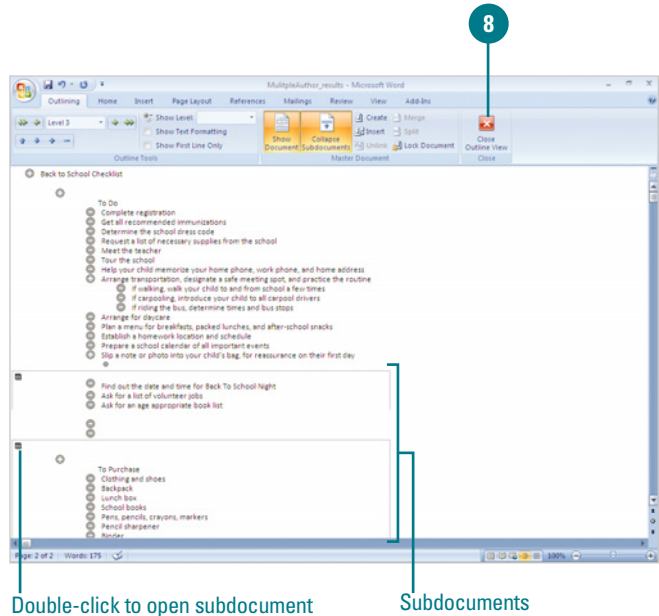 8
MulitpleAuthor_results - Microsoft Word
Outlining Home Insert Page Layout References Mailings Review View Add-Ins
Level 3
Show Level:
Show Text Formatting
Show First Line Only
Outline Tools
Show Document
Collapse Subdocuments
Create Merge
Insert Split
Unlink Lock Document
Master Document
Close Outline View
Close
Back to School Checklist
To Do
Complete registration
Get all recommended immunizations
Determine the school dress code
Request a list of necessary supplies from the school
Meet the teacher
Tour the school
Help your child memorize your home phone, work phone, and home address
Arrange transportation, designate a safe meeting spot, and practice the routine
If walking, walk your child to and from school a few times
If carpooling, introduce your child to all carpool drivers
If riding the bus, determine times and bus stops
Arrange for daycare
Plan a menu for breakfasts, packed lunches, and after-school snacks
Establish a homework location and schedule
Prepare a school calendar of all important events
Slip a note or photo into your child's bag, for reassurance on their first day
Find out the date and time for Back To School Night
Ask for a list of volunteer jobs
Ask for an age appropriate book list
To Purchase
Clothing and shoes
Backpack
Lunch box
School books
Pens, pencils, crayons, markers
Pencil sharpener
Binder
Page: 2 of 2 Words: 175 100%
Double-click to open subdocument
Subdocuments